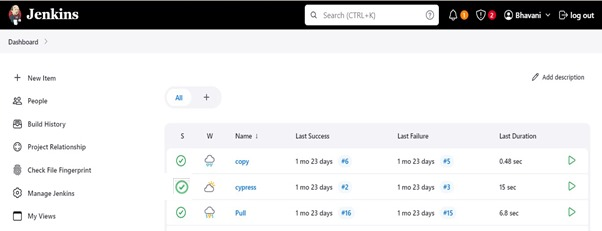 Jenkins
Search (CTRL+K)
1
2
Bhavani
log out
Dashboard
New Item
People
Build History
Project Relationship
Check File Fingerprint
Manage Jenkins
My Views
Add description
All +
S W Name ↓ Last Success Last Failure Last Duration
copy 1 mo 23 days #6 1 mo 23 days #5 0.48 sec
cypress 1 mo 23 days #2 1 mo 23 days #3 15 sec
Pull 1 mo 23 days #16 1 mo 23 days #15 6.8 sec